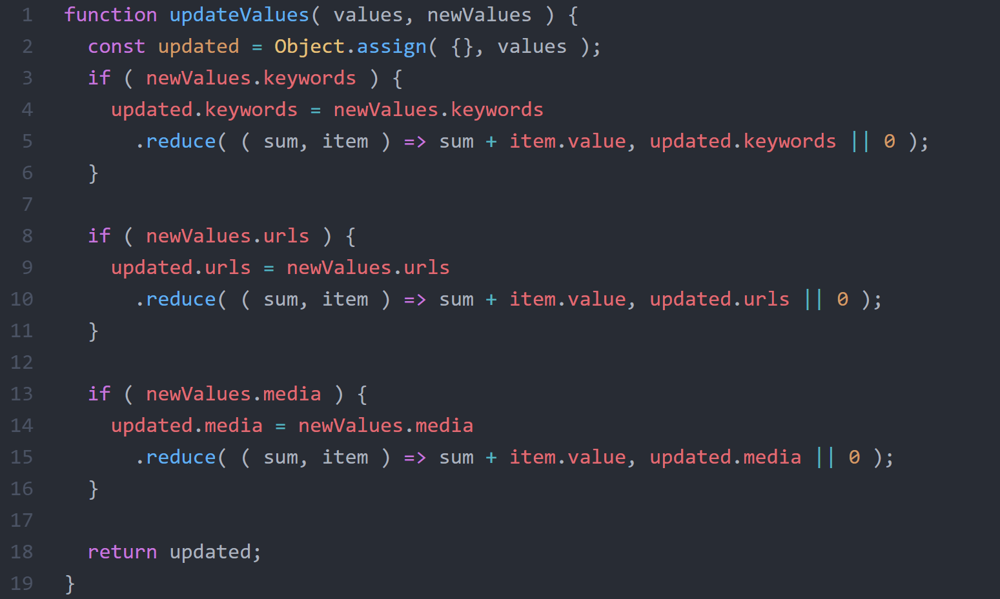 1 function updateValues( values, newValues ) {
2 const updated = Object.assign( {}, values );
3 if ( newValues.keywords ) {
4 updated.keywords = newValues.keywords
5 .reduce( ( sum, item ) => sum + item.value, updated.keywords || 0 );
6 }
7
8 if ( newValues.urls ) {
9 updated.urls = newValues.urls
10 .reduce( ( sum, item ) => sum + item.value, updated.urls || 0 );
11 }
12
13 if ( newValues.media ) {
14 updated.media = newValues.media
15 .reduce( ( sum, item ) => sum + item.value, updated.media || 0 );
16 }
17
18 return updated;
19 }